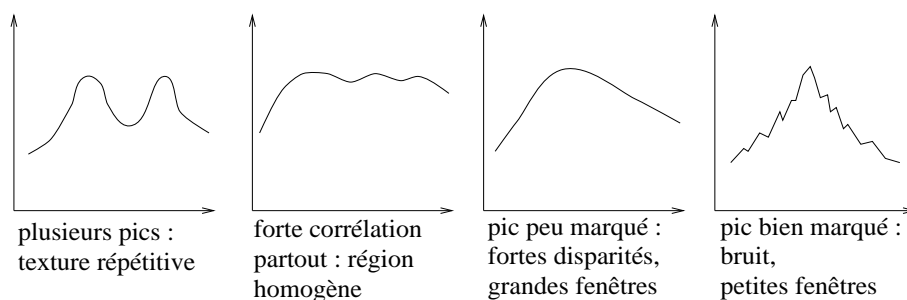 plusieurs pics :
texture répétitive
forte corrélation
partout : région
homogène
pic peu marqué :
fortes disparités,
grandes fenêtres
pic bien marqué :
bruit,
petites fenêtres